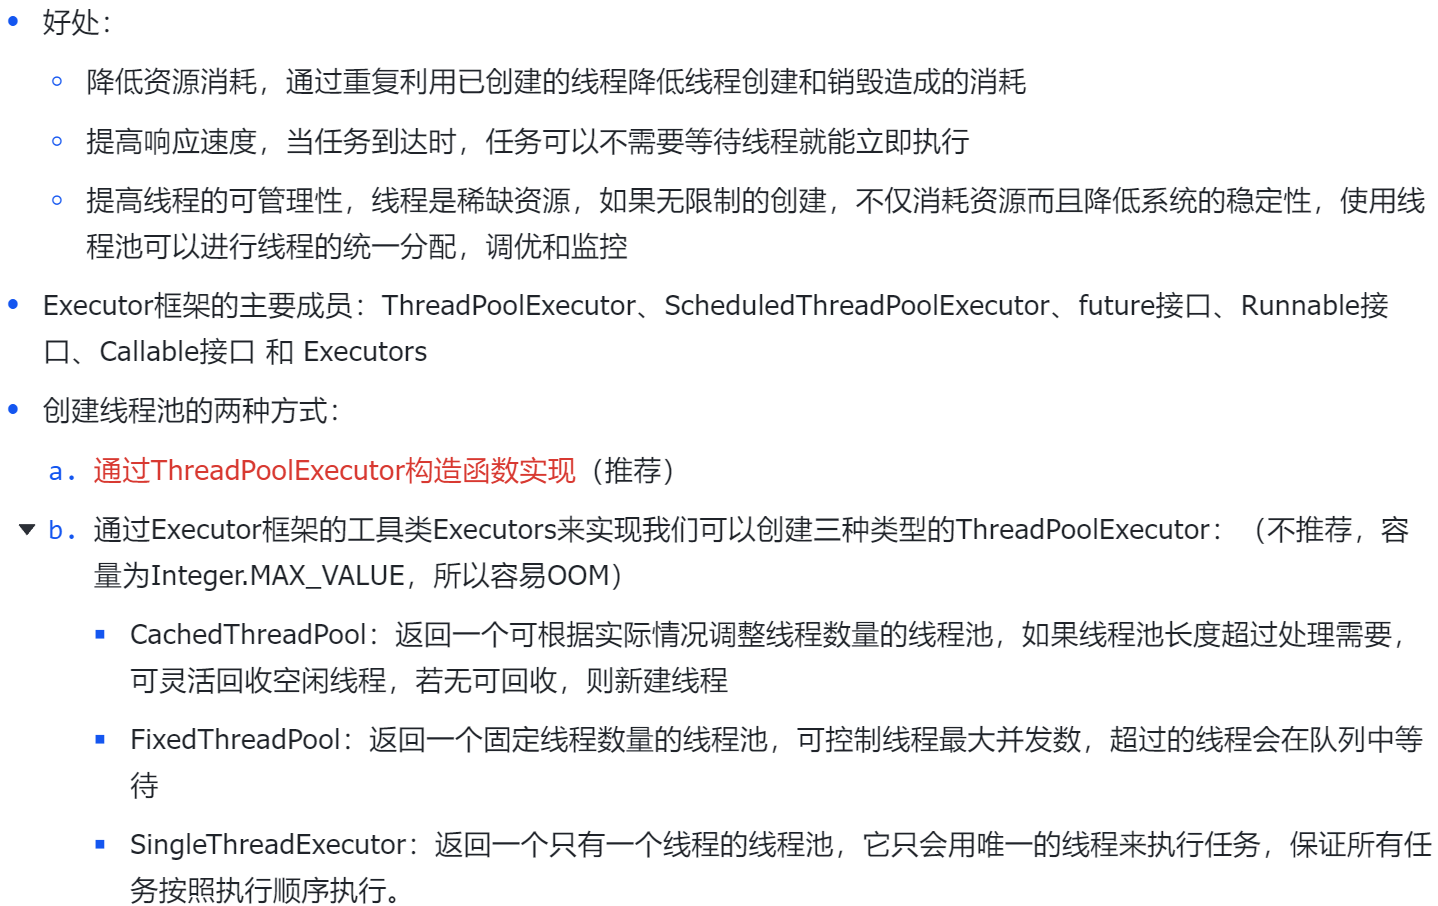 好处：
降低资源消耗，通过重复利用已创建的线程降低线程创建和销毁造成的消耗
提高响应速度，当任务到达时，任务可以不需要等待线程就能立即执行
提高线程的可管理性，线程是稀缺资源，如果无限制的创建，不仅消耗资源而且降低系统的稳定性，使用线
程池可以进行线程的统一分配，调优和监控
Executor框架的主要成员：ThreadPoolExecutor、ScheduledThreadPoolExecutor、future接口、Runnable接
口、Callable接口 和 Executors
创建线程池的两种方式：
a. 通过ThreadPoolExecutor构造函数实现（推荐）
b. 通过Executor框架的工具类Executors来实现我们可以创建三种类型的ThreadPoolExecutor：（不推荐，容
量为Integer.MAX_VALUE，所以容易OOM）
CachedThreadPool：返回一个可根据实际情况调整线程数量的线程池，如果线程池长度超过处理需要，
可灵活回收空闲线程，若无可回收，则新建线程
FixedThreadPool：返回一个固定线程数量的线程池，可控制线程最大并发数，超过的线程会在队列中等
待
SingleThreadExecutor：返回一个只有一个线程的线程池，它只会用唯一的线程来执行任务，保证所有任
务按照执行顺序执行。